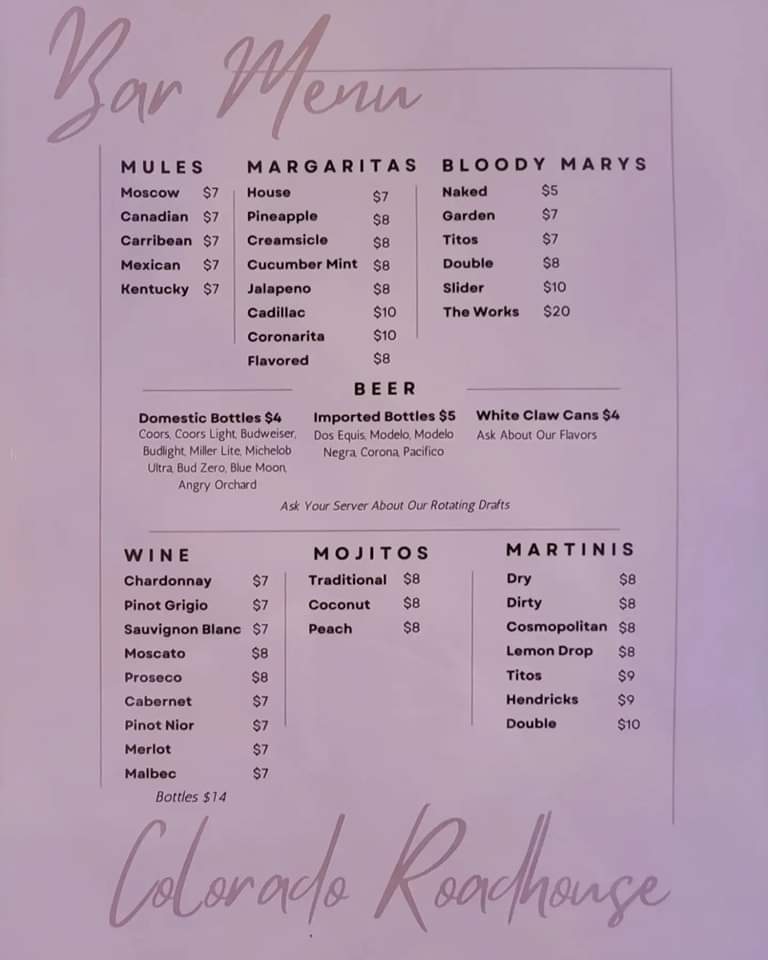 Bar Menu
MULES
Moscow $7
Canadian $7
Carribean $7
Mexican $7
Kentucky $7
MARGARITAS
House $7
Pineapple $8
Creamsicle $8
Cucumber Mint $8
Jalapeno $8
Cadillac $10
Coronarita $10
Flavored $8
BLOODY MARYS
Naked $5
Garden $7
Titos $7
Double $8
Slider $10
The Works $20
BEER
Domestic Bottles $4
Coors, Coors Light, Budweiser,
Budlight, Miller Lite, Michelob
Ultra, Bud Zero, Blue Moon,
Angry Orchard
Imported Bottles $5
Dos Equis, Modelo, Modelo
Negra, Corona, Pacifico
White Claw Cans $4
Ask About Our Flavors
Ask Your Server About Our Rotating Drafts
WINE
Chardonnay $7
Pinot Grigio $7
Sauvignon Blanc $7
Moscato $8
Proseco $8
Cabernet $7
Pinot Nior $7
Merlot $7
Malbec $7
Bottles $14
MOJITOS
Traditional $8
Coconut $8
Peach $8
MARTINIS
Dry $8
Dirty $8
Cosmopolitan $8
Lemon Drop $8
Titos $9
Hendricks $9
Double $10
Colorado Roadhouse